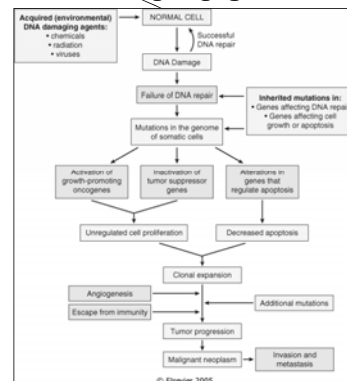 Acquired (environmental)
DNA damaging agents:
• chemicals
• radiation
• viruses
NORMAL CELL
Successful
DNA repair
DNA Damage
Failure of DNA repair
Inherited mutations in:
• Genes affecting DNA repair
• Genes affecting cell
growth or apoptosis
Mutations in the genome
of somatic cells
Activation of
growth-promoting
oncogenes
Inactivation of
tumor suppressor
genes
Alterations in
genes that
regulate apoptosis
Unregulated cell proliferation
Decreased apoptosis
Clonal expansion
Angiogenesis
Additional mutations
Escape from immunity
Tumor progression
Malignant neoplasm
Invasion and
metastasis
© Elsevier 2005